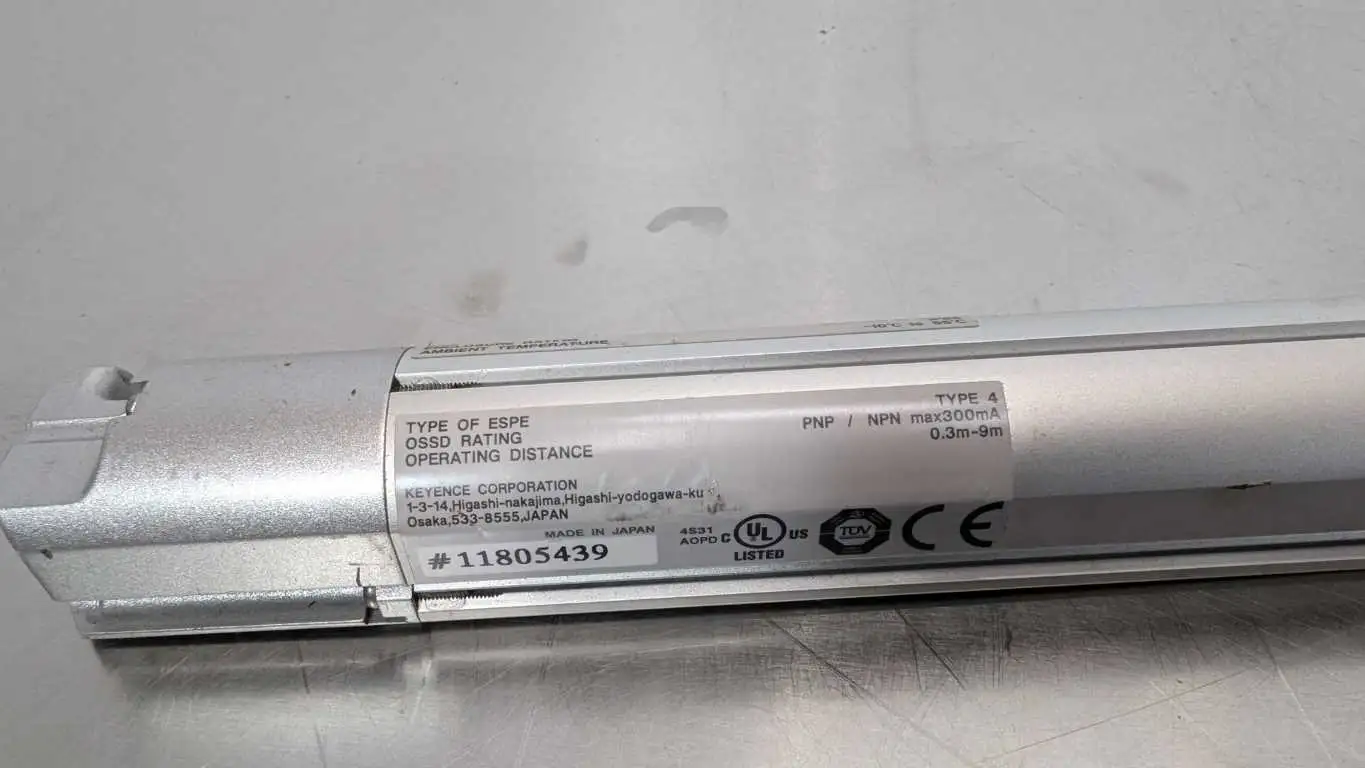 AMBIENT TEMPERATURE -10°C to 55°C
TYPE OF ESPE TYPE 4
OSSD RATING PNP / NPN max300mA
OPERATING DISTANCE 0.3m-9m
KEYENCE CORPORATION
1-3-14,Higashi-nakajima,Higashi-yodogawa-ku
Osaka,533-8555,JAPAN
MADE IN JAPAN
#11805439
4S31
AOPD
C UL US
LISTED
TÜV
CE